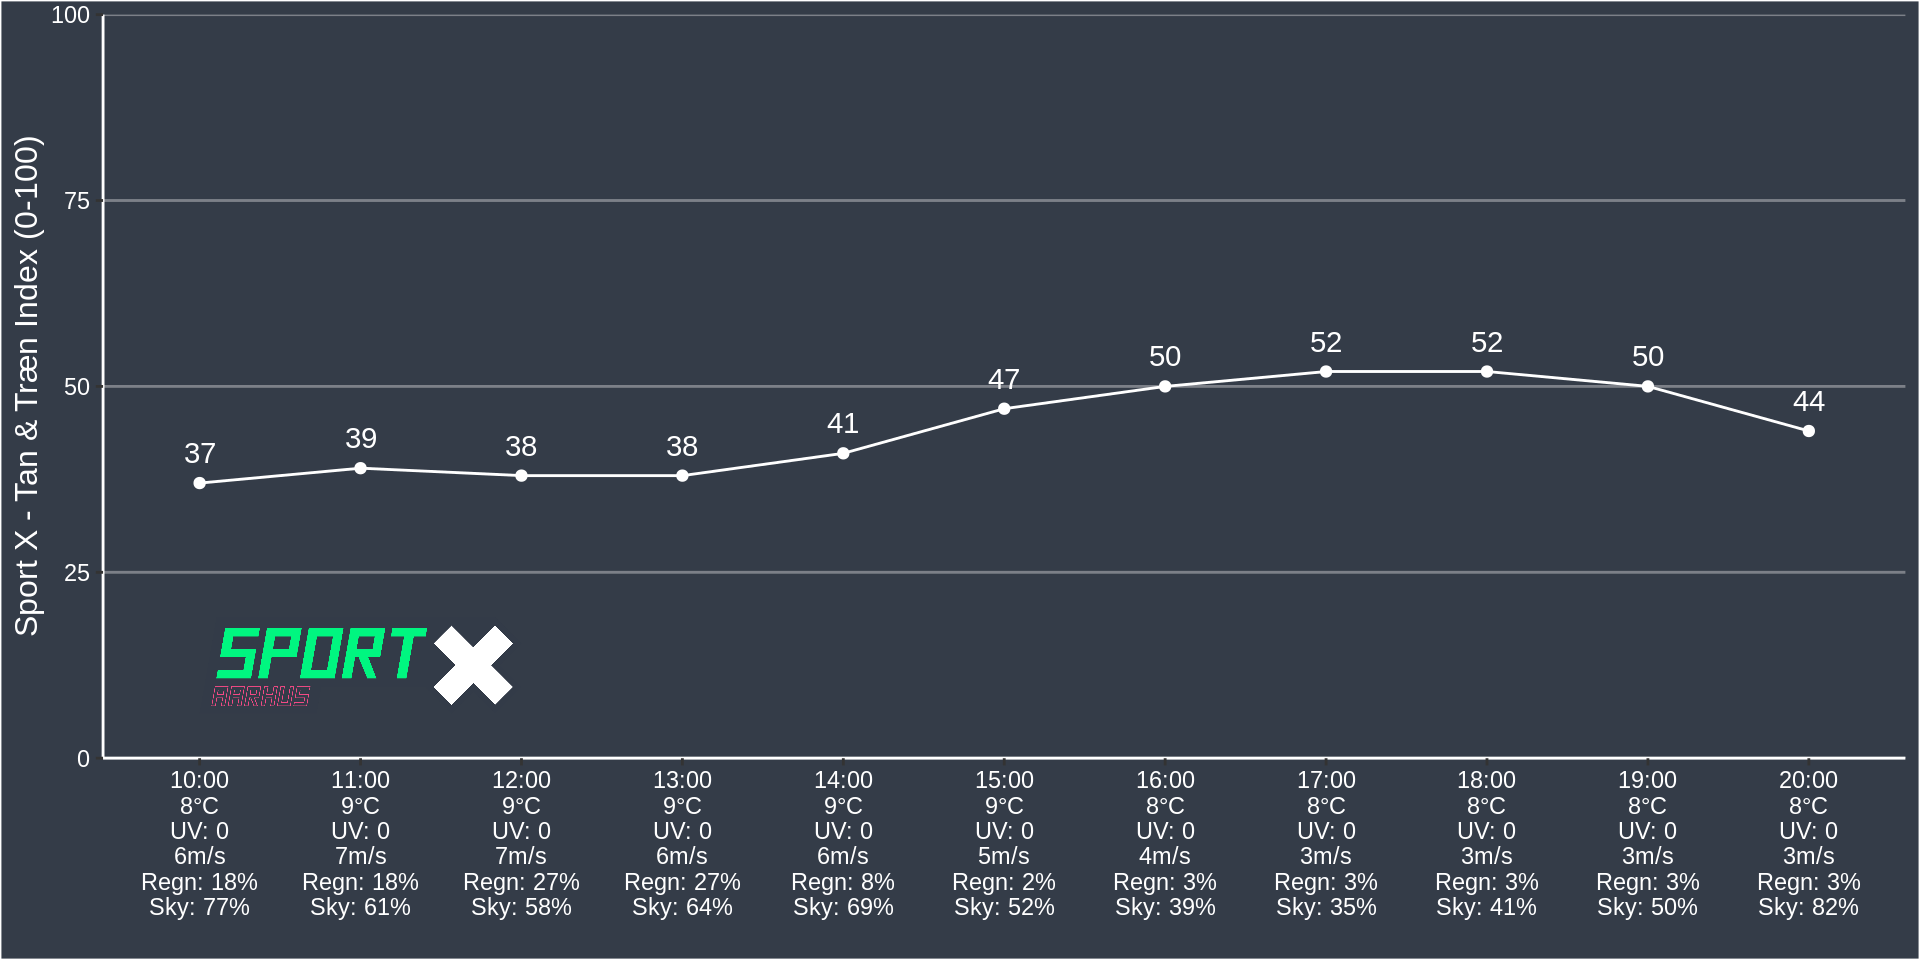 Sport X - Tan & Træn Index (0-100)
100
75
50
25
0
37
39
38
38
41
47
50
52
52
50
44
SPORT X
AARHUS
10:00 11:00 12:00 13:00 14:00 15:00 16:00 17:00 18:00 19:00 20:00
8°C 9°C 9°C 9°C 9°C 9°C 8°C 8°C 8°C 8°C 8°C
UV: 0 UV: 0 UV: 0 UV: 0 UV: 0 UV: 0 UV: 0 UV: 0 UV: 0 UV: 0 UV: 0
6m/s 7m/s 7m/s 6m/s 6m/s 5m/s 4m/s 3m/s 3m/s 3m/s 3m/s
Regn: 18% Regn: 18% Regn: 27% Regn: 27% Regn: 8% Regn: 2% Regn: 3% Regn: 3% Regn: 3% Regn: 3% Regn: 3%
Sky: 77% Sky: 61% Sky: 58% Sky: 64% Sky: 69% Sky: 52% Sky: 39% Sky: 35% Sky: 41% Sky: 50% Sky: 82%